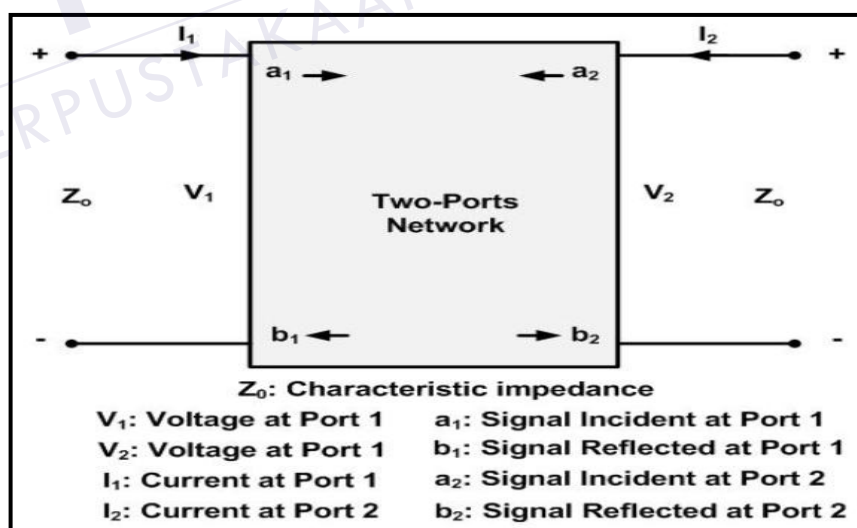 PERPUSTAKAA
I₁
I₂
+
+
a₁
a₂
Zₒ
V₁
Two-Ports
Network
V₂
Zₒ
-
b₁
b₂
-
Z₀: Characteristic impedance
V₁: Voltage at Port 1
a₁: Signal Incident at Port 1
V₂: Voltage at Port 1
b₁: Signal Reflected at Port 1
I₁: Current at Port 1
a₂: Signal Incident at Port 2
I₂: Current at Port 2
b₂: Signal Reflected at Port 2